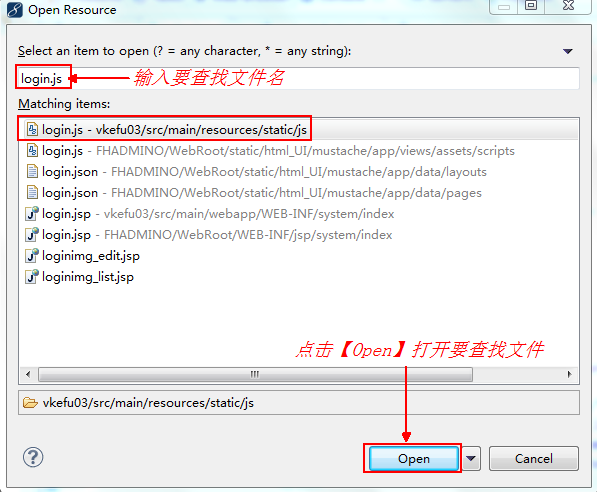 Open Resource
Select an item to open (? = any character, * = any string):
login.js 输入要查找文件名
Matching items:
login.js - vkefu03/src/main/resources/static/js
login.js - FHADMINO/WebRoot/static/html_UI/mustache/app/views/assets/scripts
login.json - FHADMINO/WebRoot/static/html_UI/mustache/app/data/layouts
login.json - FHADMINO/WebRoot/static/html_UI/mustache/app/data/pages
login.jsp - vkefu03/src/main/webapp/WEB-INF/system/index
login.jsp - FHADMINO/WebRoot/WEB-INF/jsp/system/index
loginimg_edit.jsp
loginimg_list.jsp
点击【Open】打开要查找文件
vkefu03/src/main/resources/static/js
? Open Cancel